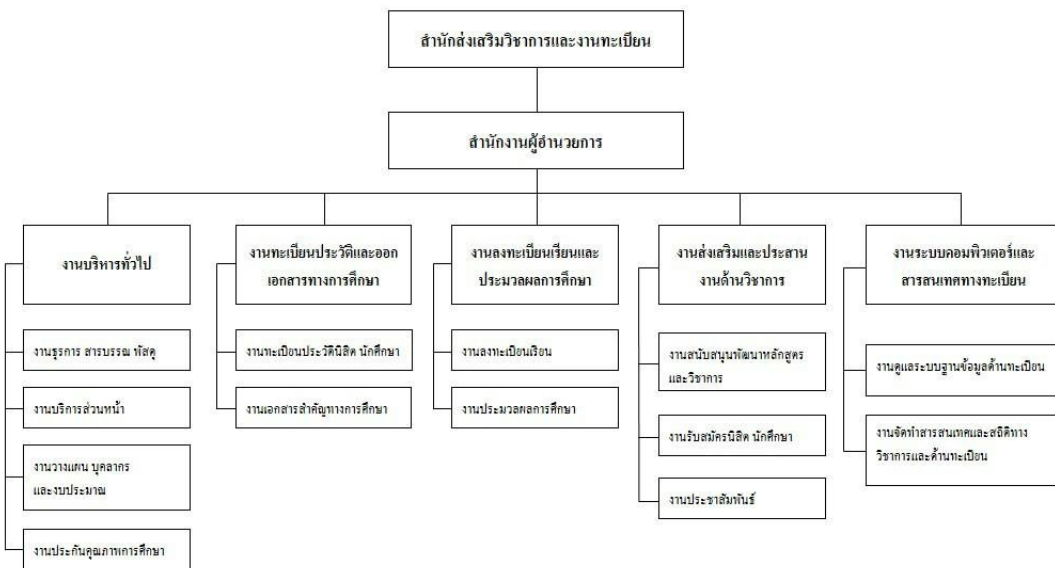 สำนักส่งเสริมวิชาการและงานทะเบียน
สำนักงานผู้อำนวยการ
งานบริหารทั่วไป
งานธุรการ สารบรรณ พัสดุ
งานบริการส่วนหน้า
งานวางแผน บุคลากร
และงบประมาณ
งานประกันคุณภาพการศึกษา
งานทะเบียนประวัติและออก
เอกสารทางการศึกษา
งานทะเบียนประวัตินิสิต นักศึกษา
งานเอกสารสำคัญทางการศึกษา
งานลงทะเบียนเรียนและ
ประมวลผลการศึกษา
งานลงทะเบียนเรียน
งานประมวลผลการศึกษา
งานส่งเสริมและประสาน
งานด้านวิชาการ
งานสนับสนุนพัฒนาหลักสูตร
และวิชาการ
งานรับสมัครนิสิต นักศึกษา
งานประชาสัมพันธ์
งานระบบคอมพิวเตอร์และ
สารสนเทศทางทะเบียน
งานดูแลระบบฐานข้อมูลด้านทะเบียน
งานจัดทำสารสนเทศและสถิติทาง
วิชาการและด้านทะเบียน